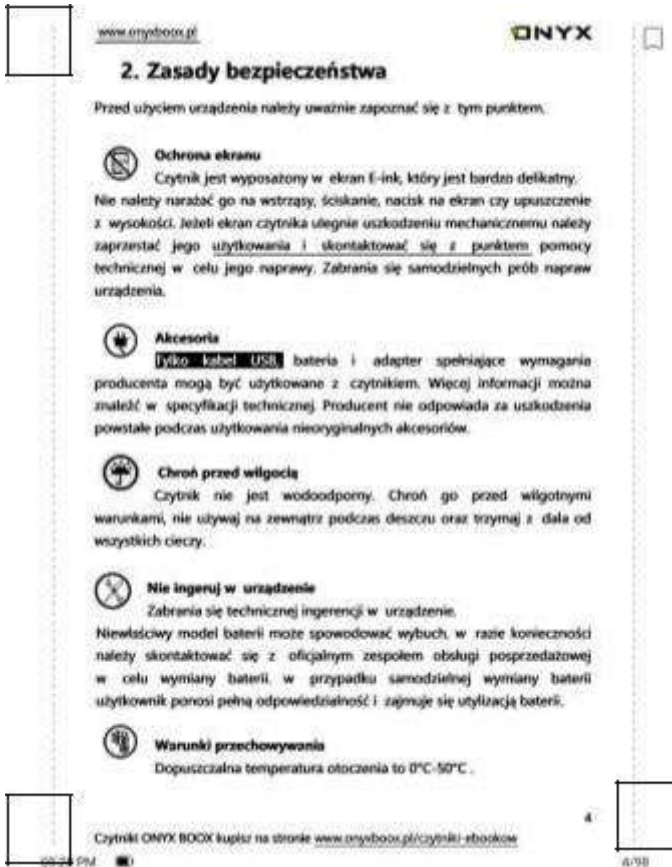 www.onyxboox.pl
ONYX
2. Zasady bezpieczeństwa
Przed użyciem urządzenia należy uważnie zapoznać się z tym punktem.
Ochrona ekranu
Czytnik jest wyposażony w ekran E-ink, który jest bardzo delikatny.
Nie należy narażać go na wstrząsy, ściskanie, nacisk na ekran czy upuszczenie
z wysokości. Jeżeli ekran czytnika ulegnie uszkodzeniu mechanicznemu należy
zaprzestać jego użytkowania i skontaktować się z punktem pomocy
technicznej w celu jego naprawy. Zabrania się samodzielnych prób napraw
urządzenia.
Akcesoria
Tylko kabel USB, bateria i adapter spełniające wymagania
producenta mogą być użytkowane z czytnikiem. Więcej informacji można
znaleźć w specyfikacji technicznej. Producent nie odpowiada za uszkodzenia
powstałe podczas użytkowania nieoryginalnych akcesoriów.
Chroń przed wilgocią
Czytnik nie jest wodoodporny. Chroń go przed wilgotnymi
warunkami, nie używaj na zewnątrz podczas deszczu oraz trzymaj z dala od
wszystkich cieczy.
Nie ingeruj w urządzenie
Zabrania się technicznej ingerencji w urządzenie.
Niewłaściwy model baterii może spowodować wybuch, w razie konieczności
należy skontaktować się z oficjalnym zespołem obsługi posprzedażowej
w celu wymiany baterii. w przypadku samodzielnej wymiany baterii
użytkownik ponosi pełną odpowiedzialność i zajmuje się utylizacją baterii.
Warunki przechowywania
Dopuszczalna temperatura otoczenia to 0°C-50°C .
4
Czytniki ONYX BOOX kupisz na stronie www.onyxboox.pl/czytniki-ebookow
PM
4/98